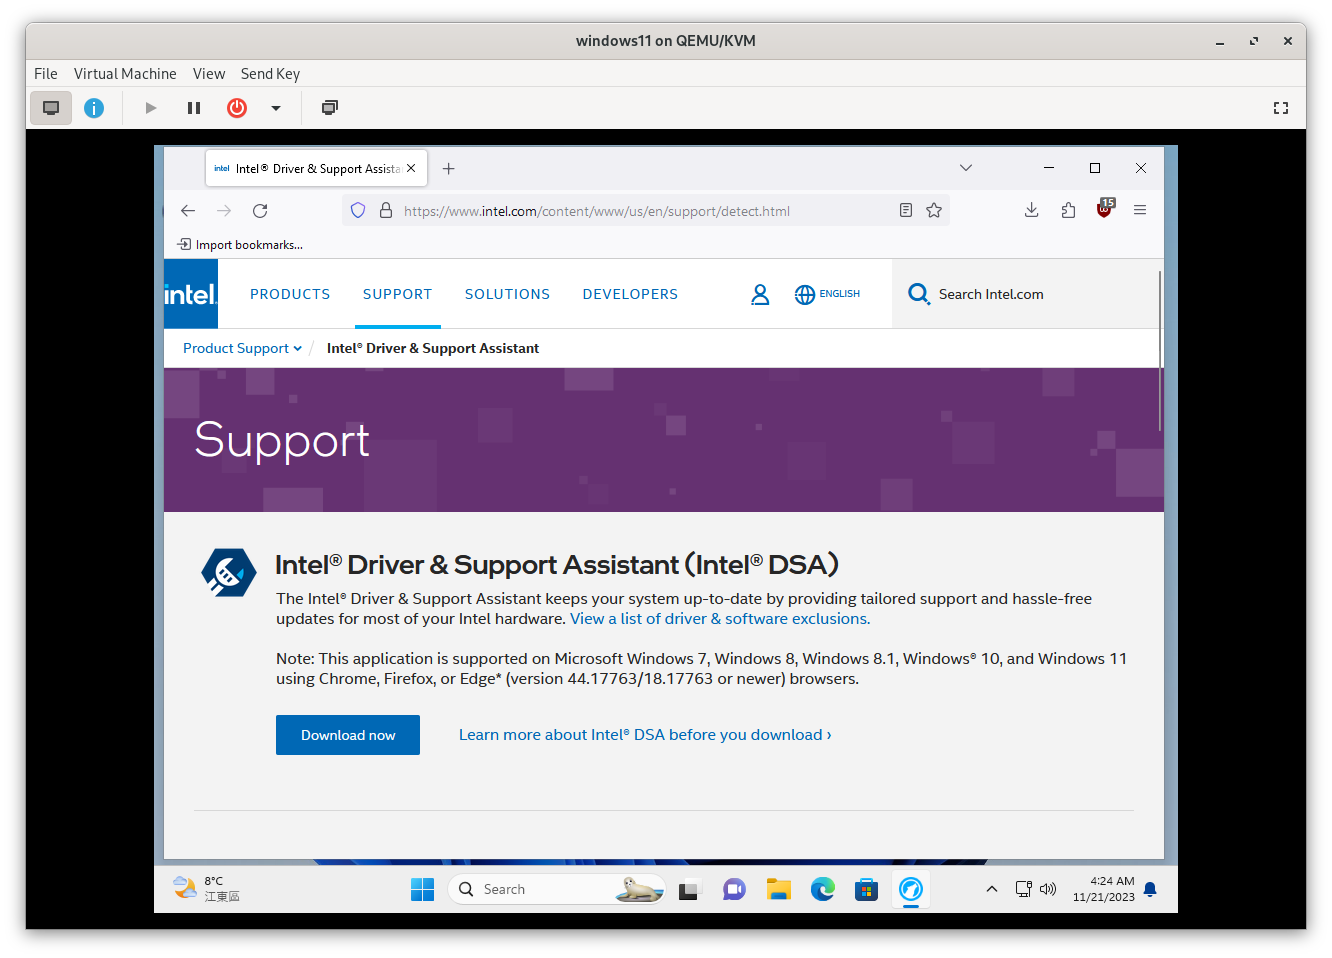 windows11 on QEMU/KVM
File Virtual Machine View Send Key
intel Intel® Driver & Support Assista
https://www.intel.com/content/www/us/en/support/detect.html
15
Import bookmarks...
intel.
PRODUCTS SUPPORT SOLUTIONS DEVELOPERS ENGLISH Search Intel.com
Product Support / Intel® Driver & Support Assistant
Support
Intel® Driver & Support Assistant (Intel® DSA)
The Intel® Driver & Support Assistant keeps your system up-to-date by providing tailored support and hassle-free
updates for most of your Intel hardware. View a list of driver & software exclusions.
Note: This application is supported on Microsoft Windows 7, Windows 8, Windows 8.1, Windows® 10, and Windows 11
using Chrome, Firefox, or Edge* (version 44.17763/18.17763 or newer) browsers.
Download now Learn more about Intel® DSA before you download ›
8°C
江東區
Search
4:24 AM
11/21/2023